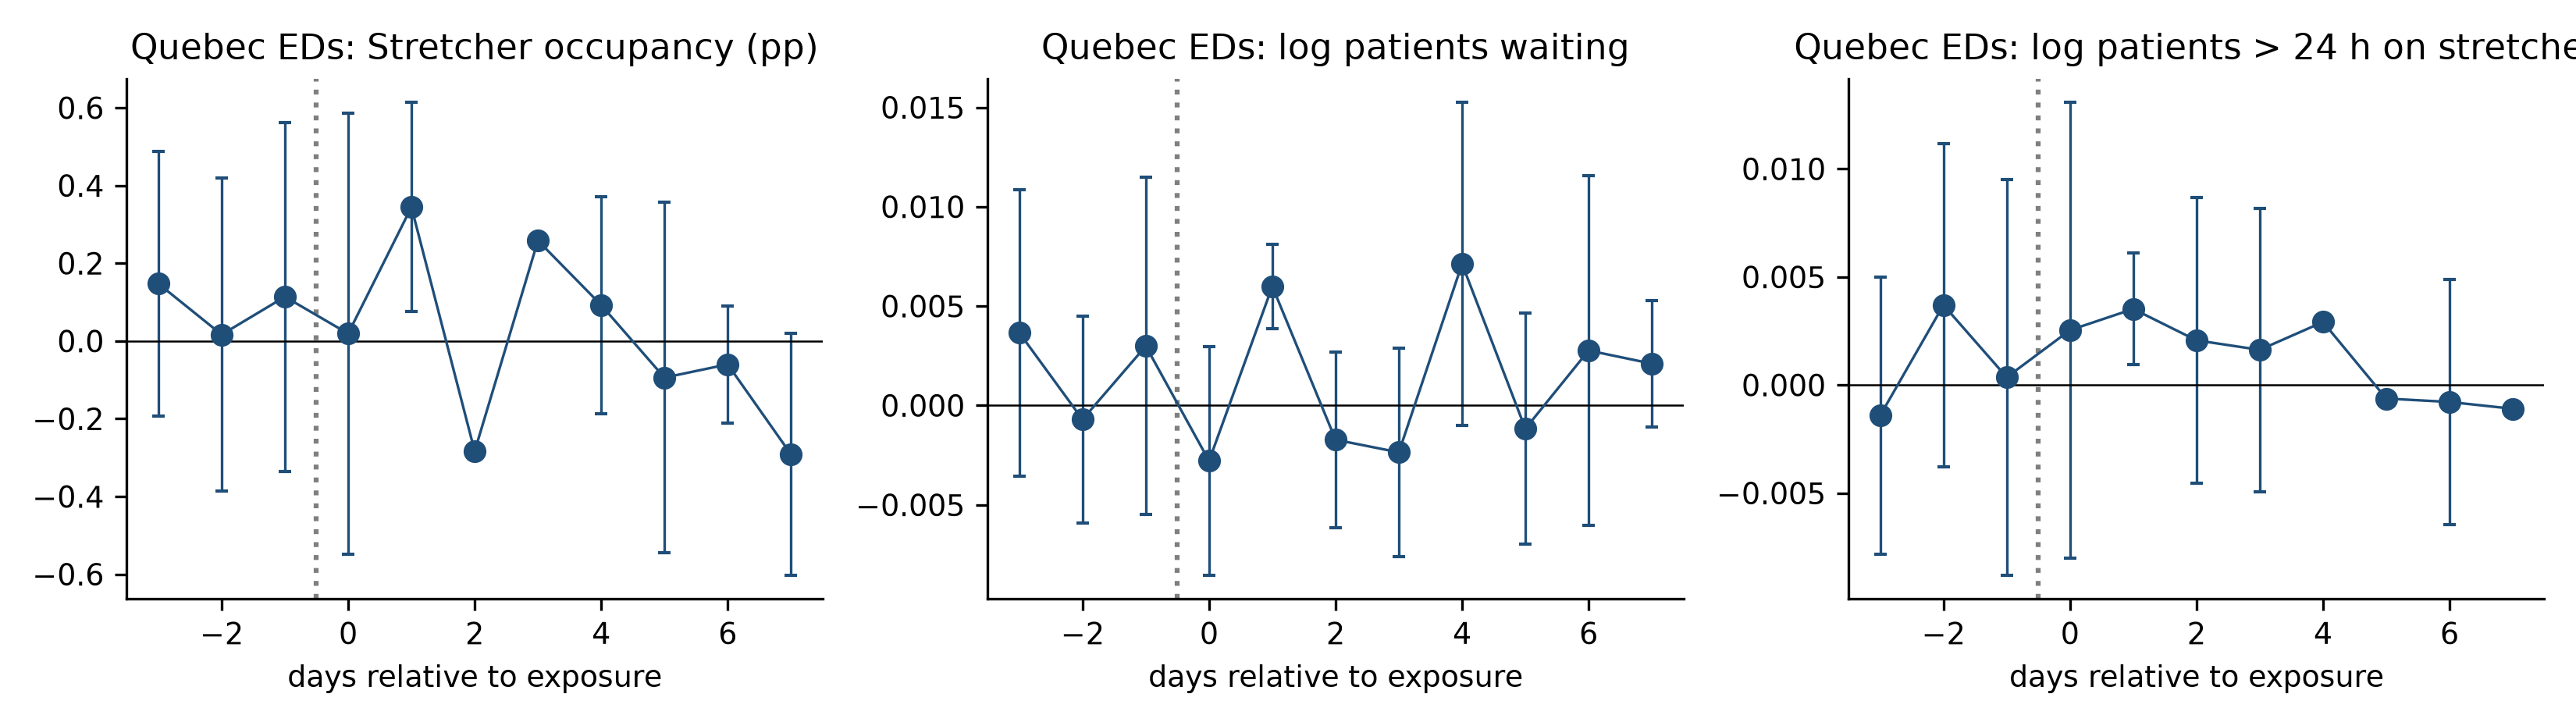 Quebec EDs: Stretcher occupancy (pp)
0.6
0.4
0.2
0.0
−0.2
−0.4
−0.6
−2 0 2 4 6
days relative to exposure
Quebec EDs: log patients waiting
0.015
0.010
0.005
0.000
−0.005
−2 0 2 4 6
days relative to exposure
Quebec EDs: log patients > 24 h on stretche
0.010
0.005
0.000
−0.005
−2 0 2 4 6
days relative to exposure